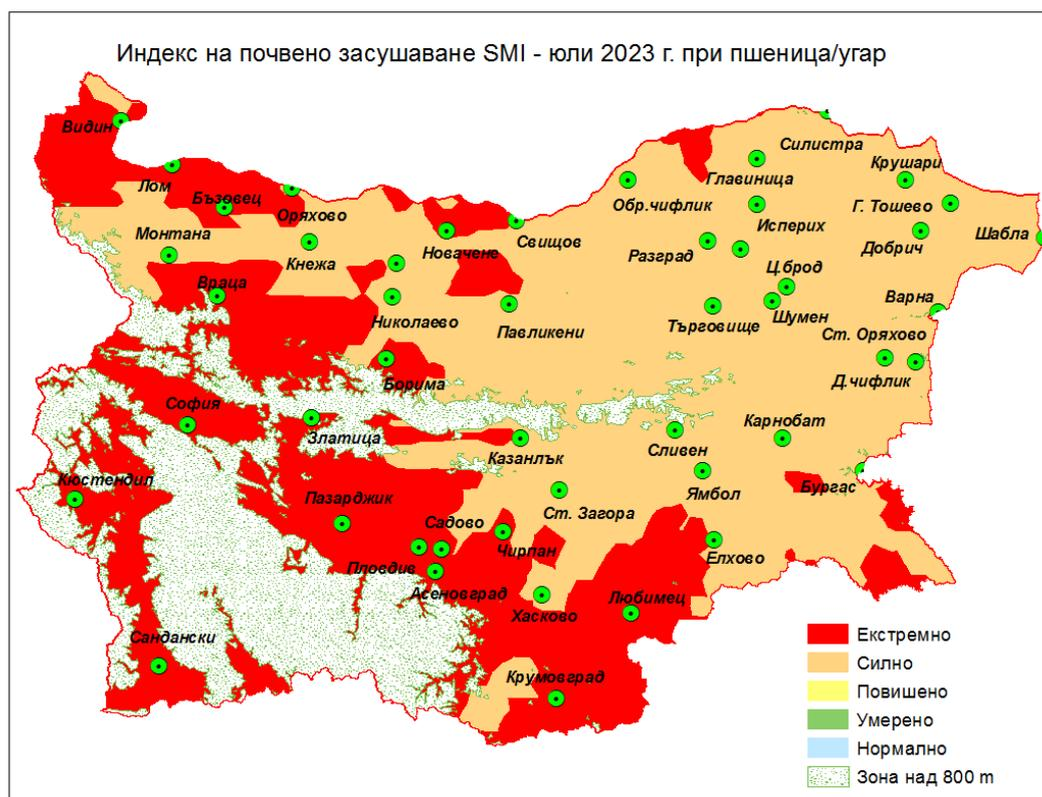 Индекс на почвено засушаване SMI - юли 2023 г. при пшеница/угар
Видин
Силистра
Крушари
Лом
Главиница
Бъзовец
Оряхово
Обр.чифлик
Г. Тошево
Исперих
Монтана
Свищов
Новачене
Разград
Добрич
Шабла
Кнежа
Ц.брод
Враца
Варна
Николаево
Павликени
Търговище
Шумен
Ст. Оряхово
Борима
Д.чифлик
София
Златица
Карнобат
Казанлък
Сливен
Кюстендил
Пазарджик
Ямбол
Бургас
Ст. Загора
Садово
Чирпан
Елхово
Пловдив
Асеновград
Хасково
Любимец
Сандански
Крумовград
Екстремно
Силно
Повишено
Умерено
Нормално
Зона над 800 m